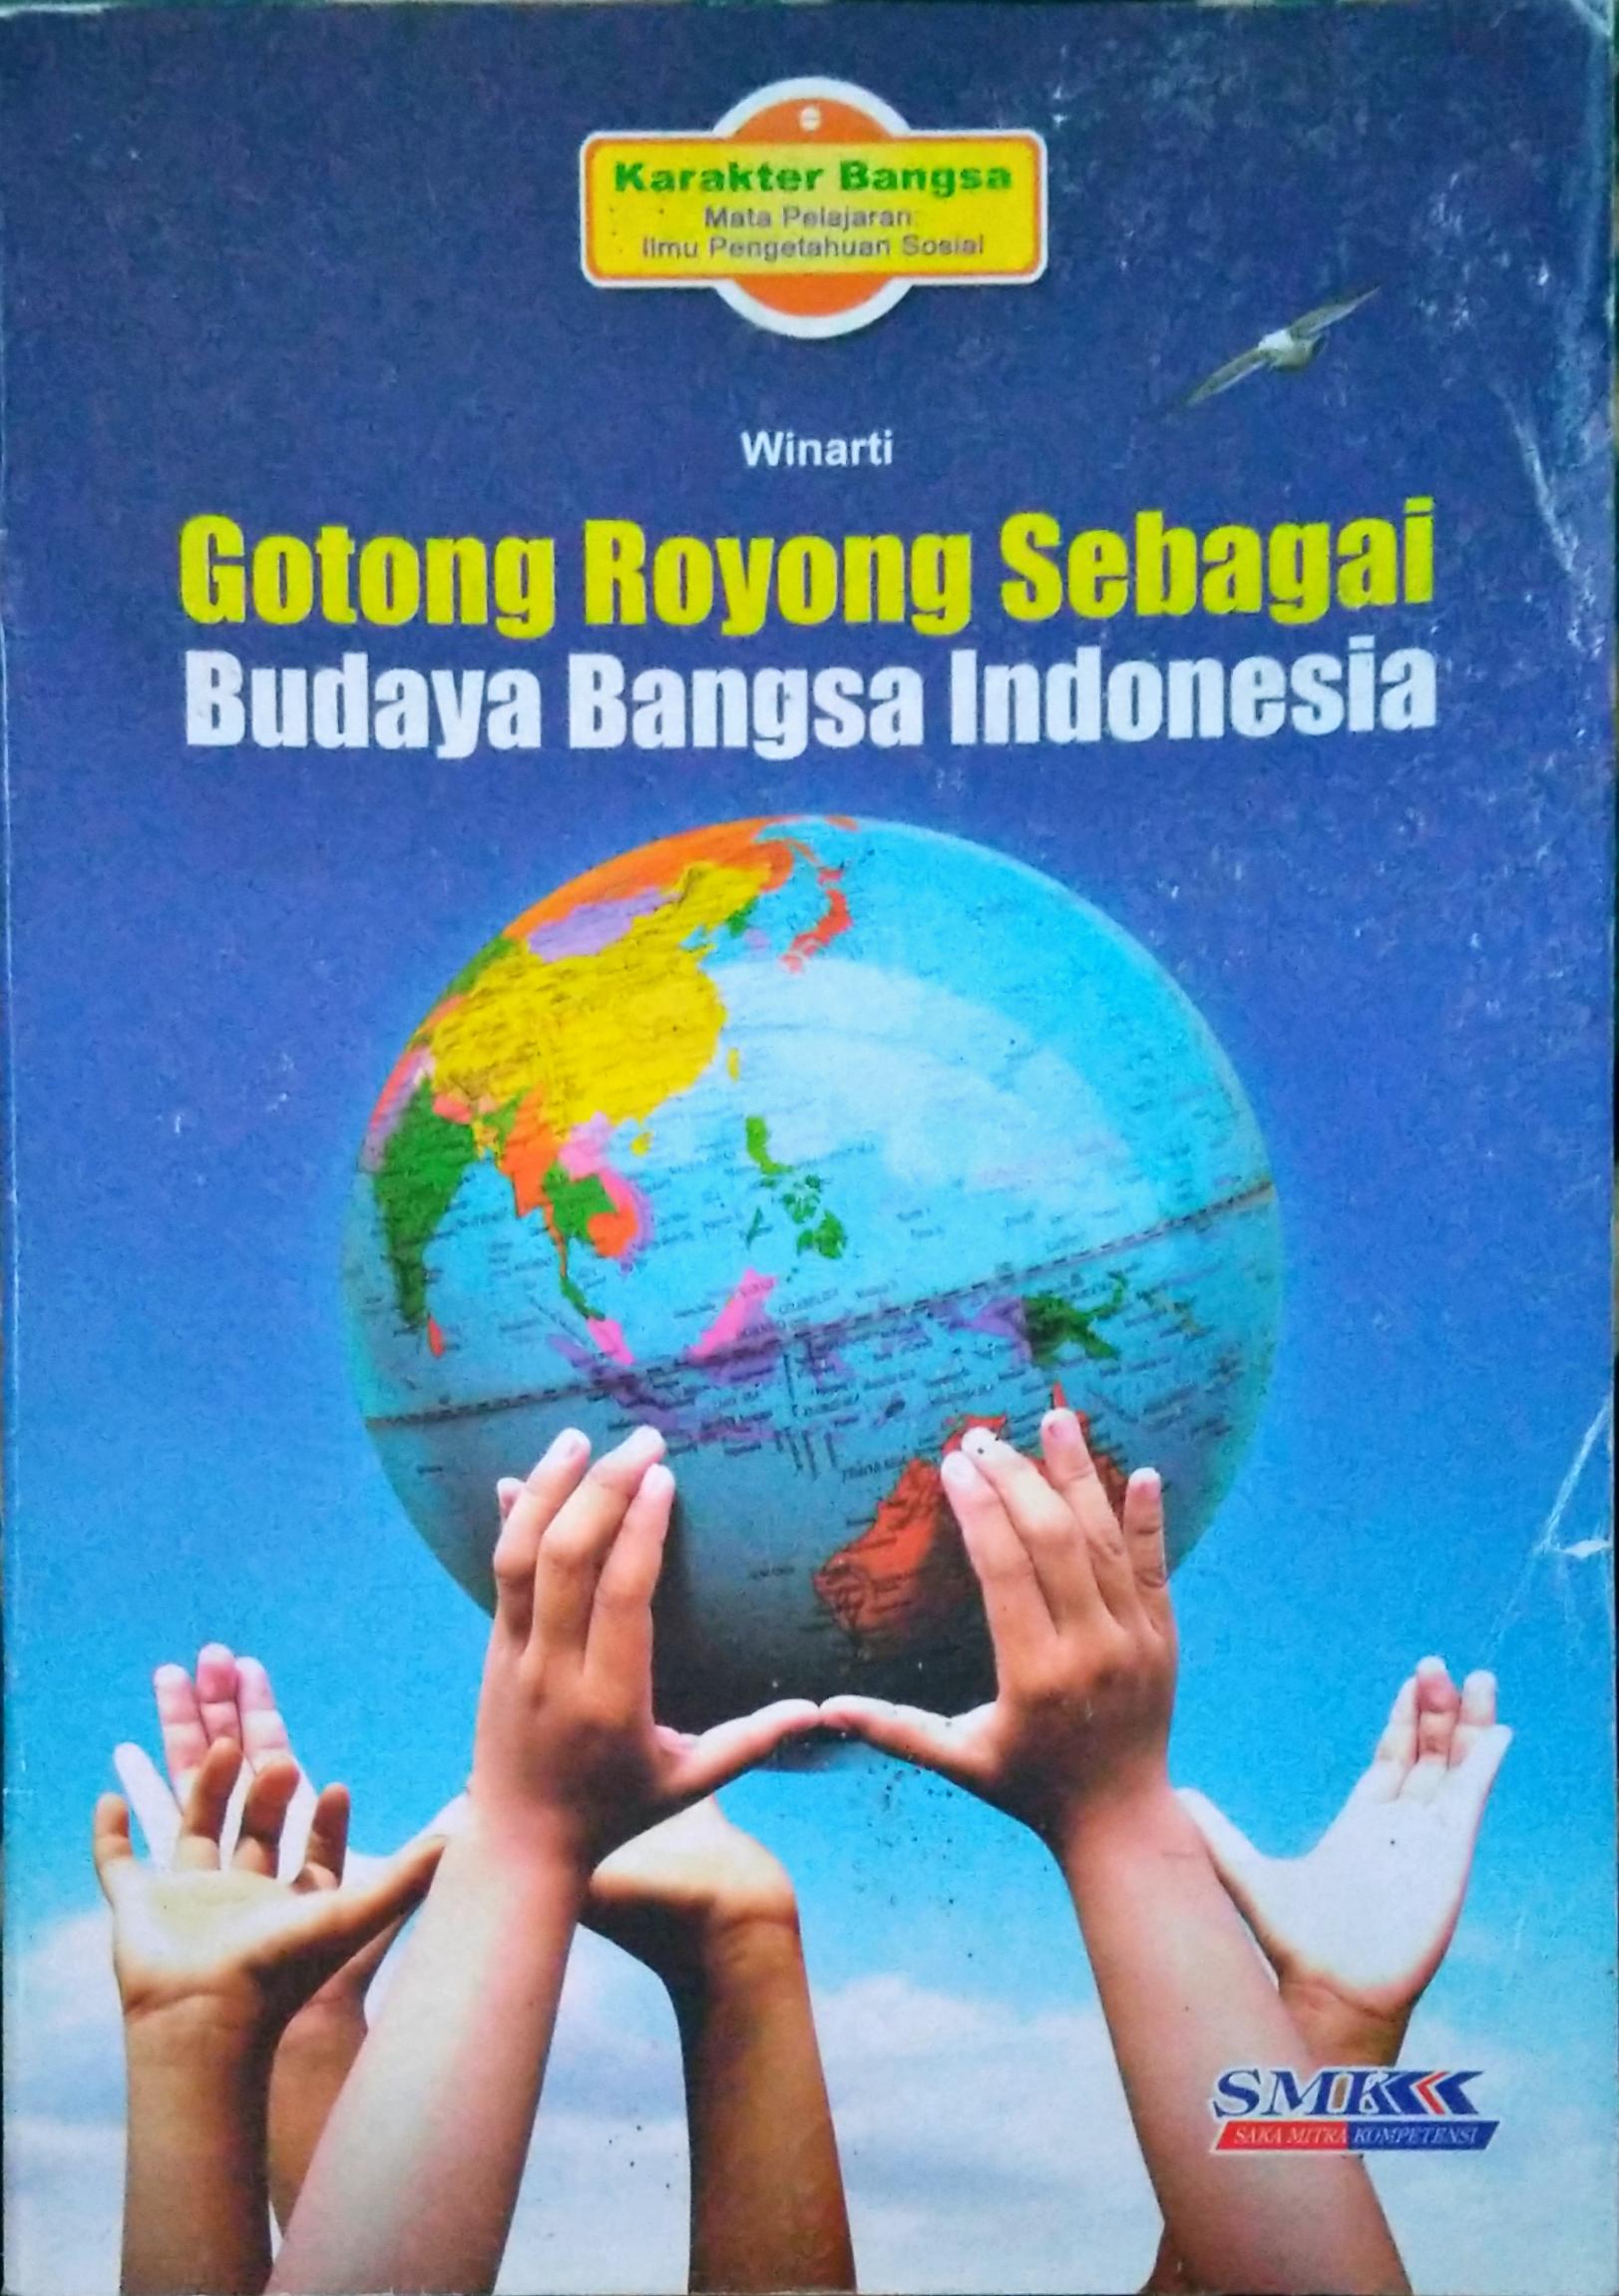 Karakter Bangsa
Mata Pelajaran:
Ilmu Pengetahuan Sosial
Winarti
Gotong Royong Sebagai
Budaya Bangsa Indonesia
SMK
SAKA MITRA KOMPETENSI